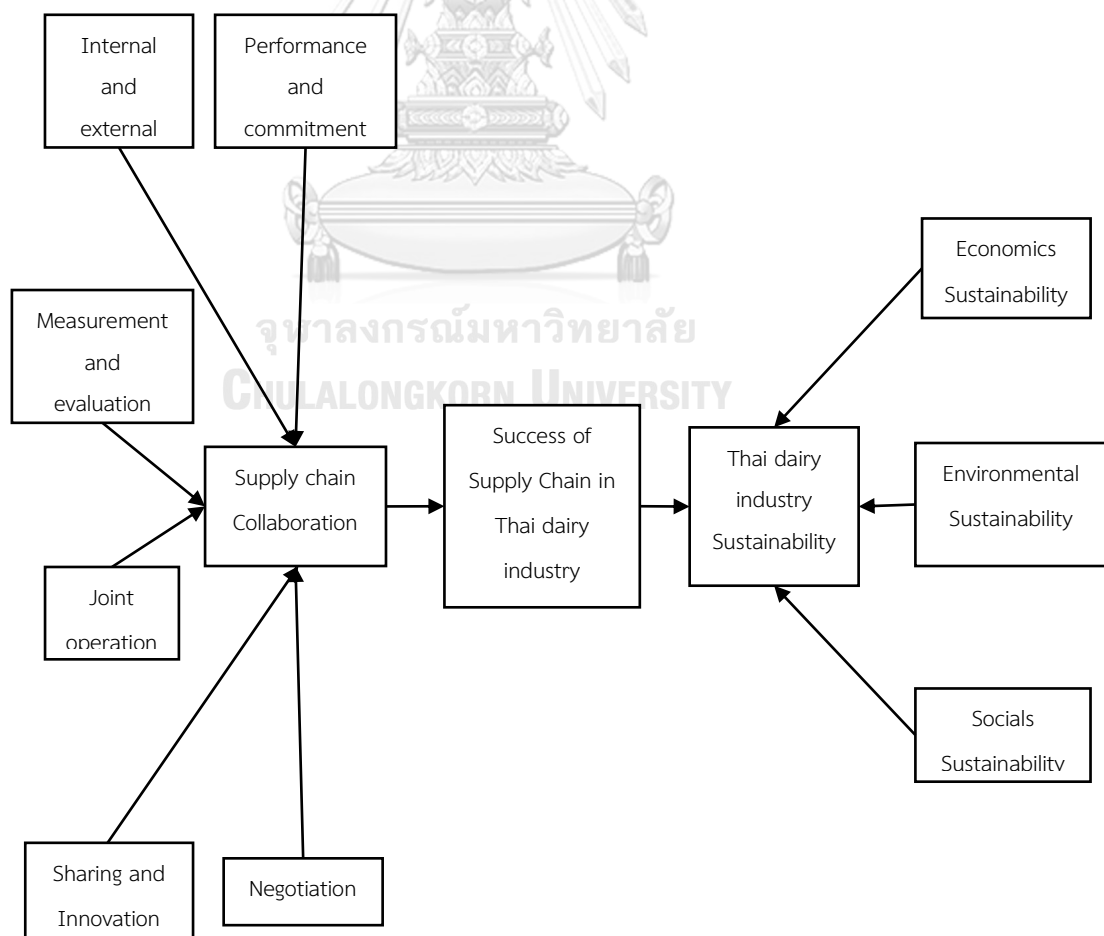 Internal
and
external
Performance
and
commitment
Economics
Sustainability
Measurement
and
evaluation
จุฬาลงกรณ์มหาวิทยาลัย
CHULALONGKORN UNIVERSITY
Supply chain
Collaboration
Success of
Supply Chain in
Thai dairy
industry
Thai dairy
industry
Sustainability
Environmental
Sustainability
Joint
operation
Socials
Sustainability
Sharing and
Innovation
Negotiation